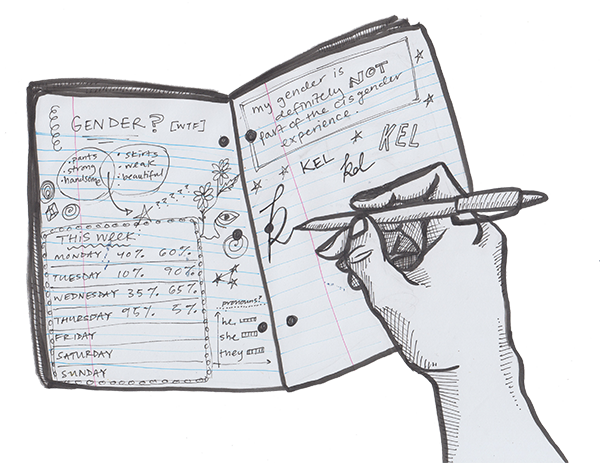 GENDER? [WTF]
• pants
• strong
• handsome
• skirts
• weak
• beautiful
?????
THIS WEEK
MONDAY 40% 60%
TUESDAY 10% 90%
WEDNESDAY 35% 65%
THURSDAY 95% 5%
FRIDAY
SATURDAY
SUNDAY
pronouns?
he
she
they
my gender is
definitely NOT
part of the cisgender
experience.
KEL
kel
KEL
k